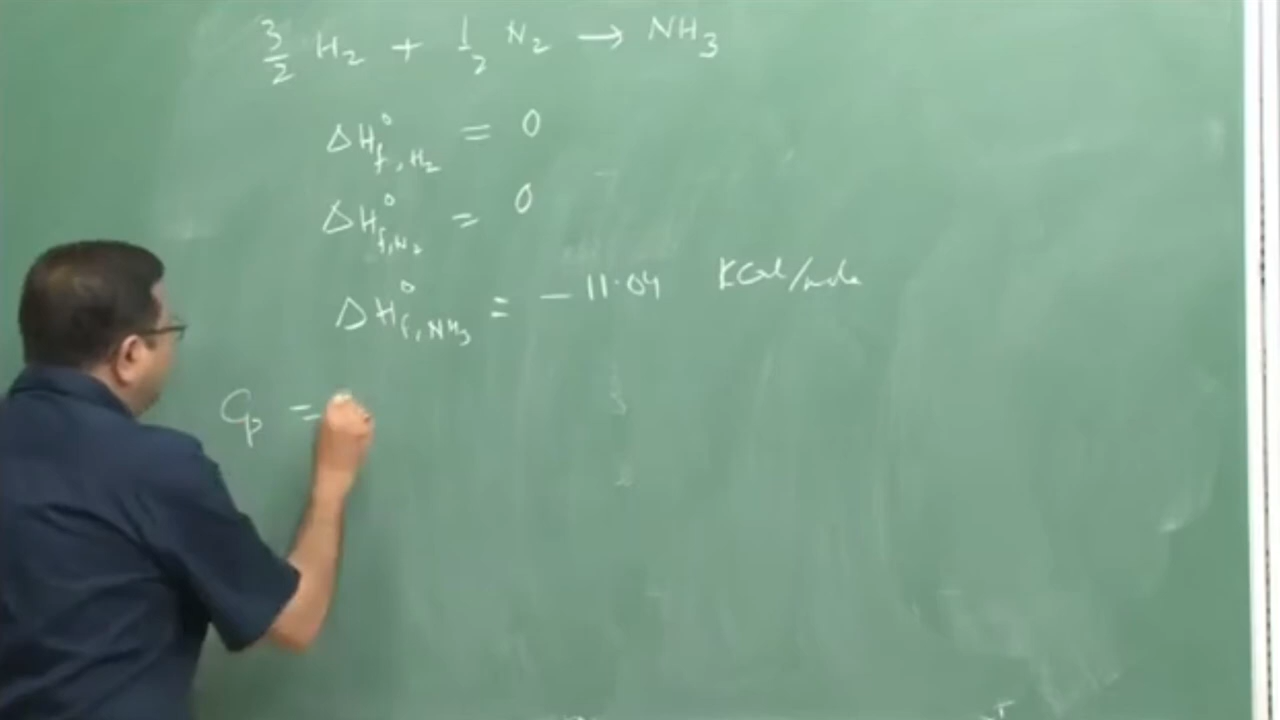 3/2 H₂ + 1/2 N₂ → NH₃
ΔH°f,H₂ = 0
ΔH°f,N₂ = 0
ΔH°f,NH₃ = −11.04 KCal/mole
Cp =